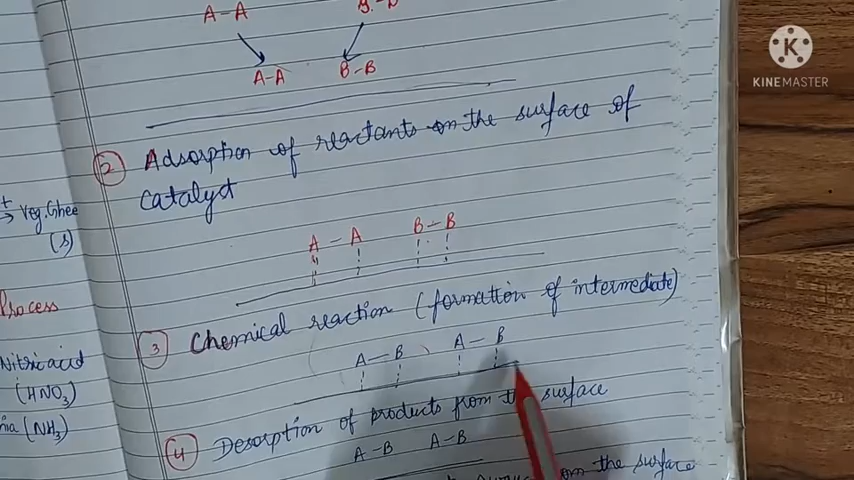 A-A
A-A B-B
② Adsorption of reactants on the surface of
catalyst
A-A B-B
③ Chemical reaction (formation of intermediate)
A-B A-B
④ Desorption of products from the surface
A-B A-B
on the surface
+
→ Veg. Ghee
(s)
Process
Nitric acid
(HNO₃)
(NH₃)
K
KINEMASTER